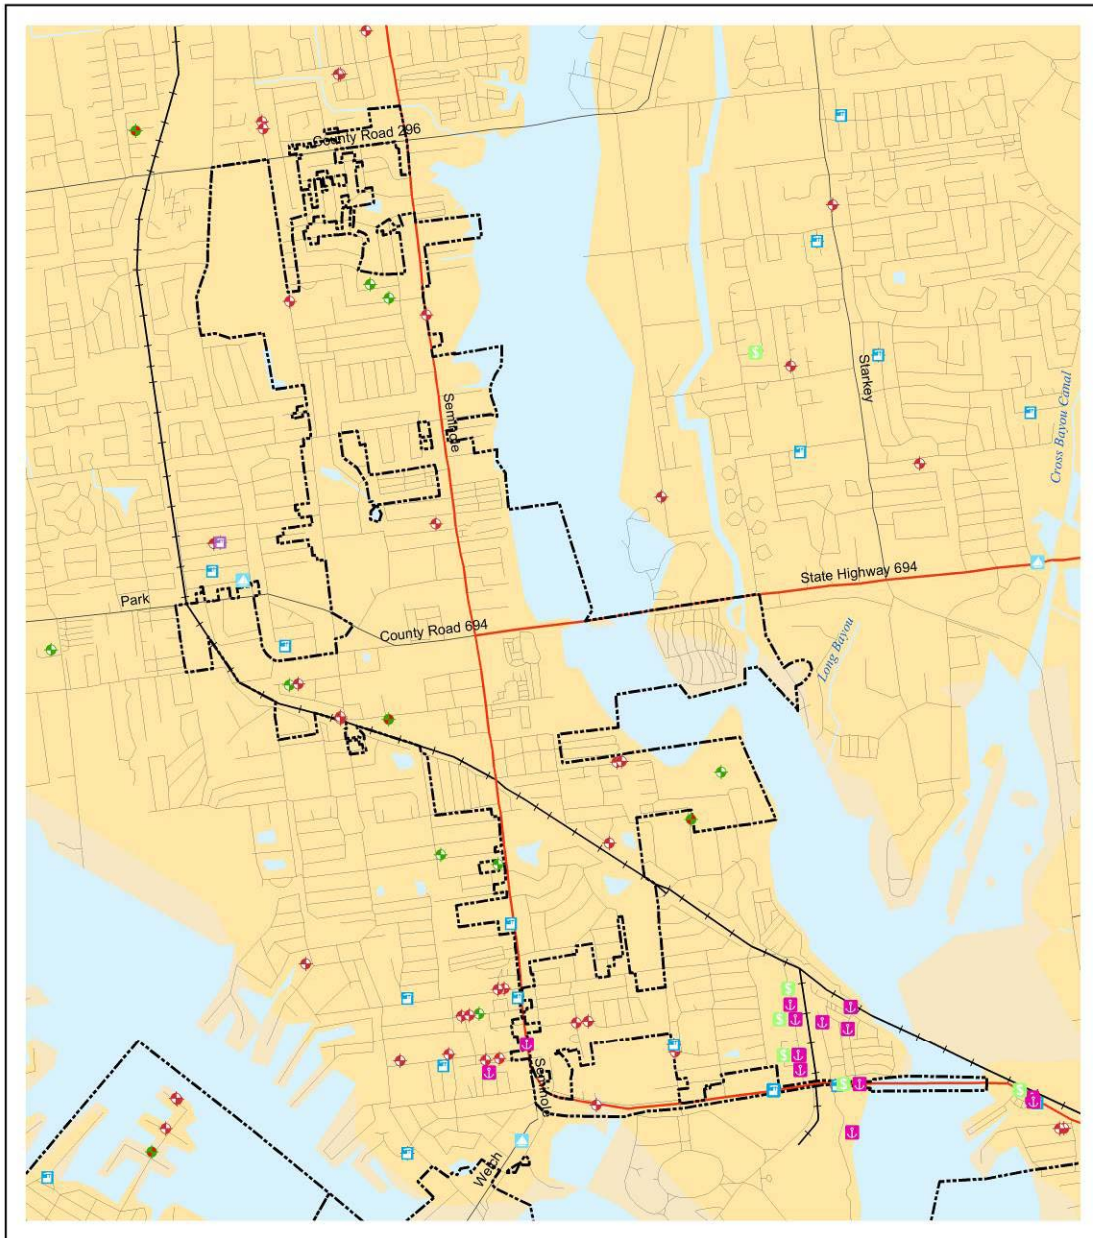 County Road 296
Seminole
Starkey
Cross Bayou Canal
State Highway 694
Park
County Road 694
Long Bayou
Seminole
Welch
$
$
$
$
$
$